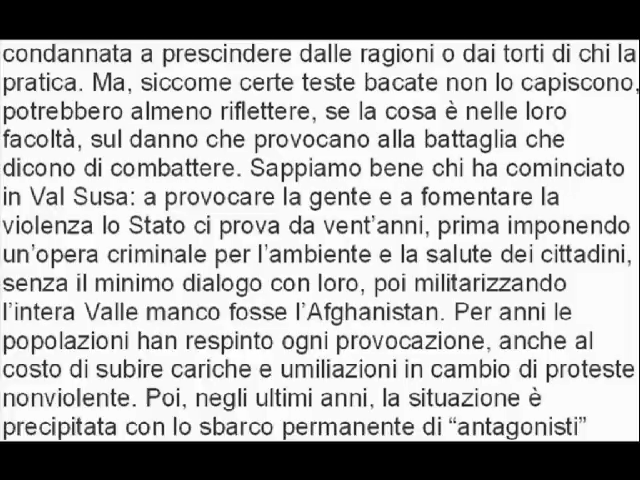 condannata a prescindere dalle ragioni o dai torti di chi la
pratica. Ma, siccome certe teste bacate non lo capiscono,
potrebbero almeno riflettere, se la cosa è nelle loro
facoltà, sul danno che provocano alla battaglia che
dicono di combattere. Sappiamo bene chi ha cominciato
in Val Susa: a provocare la gente e a fomentare la
violenza lo Stato ci prova da vent’anni, prima imponendo
un’opera criminale per l’ambiente e la salute dei cittadini,
senza il minimo dialogo con loro, poi militarizzando
l’intera Valle manco fosse l’Afghanistan. Per anni le
popolazioni han respinto ogni provocazione, anche al
costo di subire cariche e umiliazioni in cambio di proteste
nonviolente. Poi, negli ultimi anni, la situazione è
precipitata con lo sbarco permanente di “antagonisti”